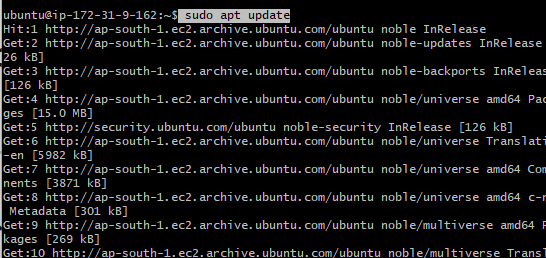 ubuntu@ip-172-31-9-162:~$ sudo apt update
Hit:1 http://ap-south-1.ec2.archive.ubuntu.com/ubuntu noble InRelease
Get:2 http://ap-south-1.ec2.archive.ubuntu.com/ubuntu noble-updates InRelease
26 kB]
Get:3 http://ap-south-1.ec2.archive.ubuntu.com/ubuntu noble-backports InReleas
[126 kB]
Get:4 http://ap-south-1.ec2.archive.ubuntu.com/ubuntu noble/universe amd64 Pac
ges [15.0 MB]
Get:5 http://security.ubuntu.com/ubuntu noble-security InRelease [126 kB]
Get:6 http://ap-south-1.ec2.archive.ubuntu.com/ubuntu noble/universe Translati
-en [5982 kB]
Get:7 http://ap-south-1.ec2.archive.ubuntu.com/ubuntu noble/universe amd64 Com
nents [3871 kB]
Get:8 http://ap-south-1.ec2.archive.ubuntu.com/ubuntu noble/universe amd64 c-n
Metadata [301 kB]
Get:9 http://ap-south-1.ec2.archive.ubuntu.com/ubuntu noble/multiverse amd64 P
kages [269 kB]
Get:10 http://ap-south-1.ec2.archive.ubuntu.com/ubuntu noble/multiverse Transl